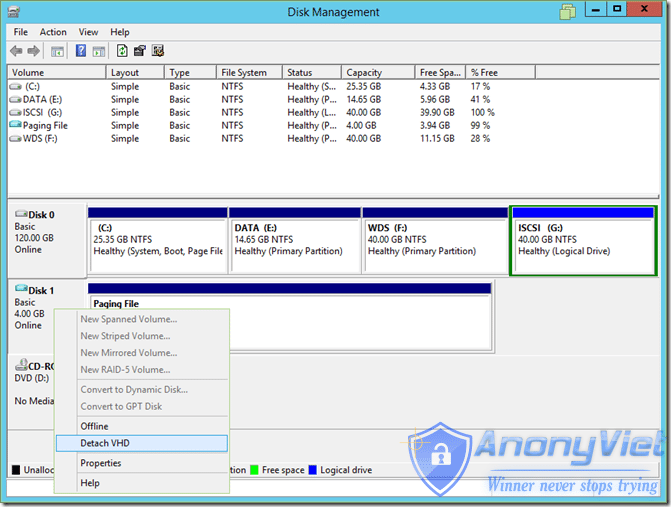 Disk Management
File Action View Help
Volume Layout Type File System Status Capacity Free Spa... % Free
(C:) Simple Basic NTFS Healthy (S... 25.35 GB 4.33 GB 17 %
DATA (E:) Simple Basic NTFS Healthy (P... 14.65 GB 5.96 GB 41 %
ISCSI (G:) Simple Basic NTFS Healthy (L... 40.00 GB 39.90 GB 100 %
Paging File Simple Basic NTFS Healthy (P... 4.00 GB 3.94 GB 99 %
WDS (F:) Simple Basic NTFS Healthy (P... 40.00 GB 11.15 GB 28 %
Disk 0
Basic
120.00 GB
Online
(C:)
25.35 GB NTFS
Healthy (System, Boot, Page File
DATA (E:)
14.65 GB NTFS
Healthy (Primary Partition)
WDS (F:)
40.00 GB NTFS
Healthy (Primary Partition)
ISCSI (G:)
40.00 GB NTFS
Healthy (Logical Drive)
Disk 1
Basic
4.00 GB
Online
Paging File
CD-RO
DVD (D:)
No Media
New Spanned Volume...
New Striped Volume...
New Mirrored Volume...
New RAID-5 Volume...
Convert to Dynamic Disk...
Convert to GPT Disk
Offline
Detach VHD
Properties
Help
Unalloc tion Free space Logical drive
AnonyViet
Winner never stops trying